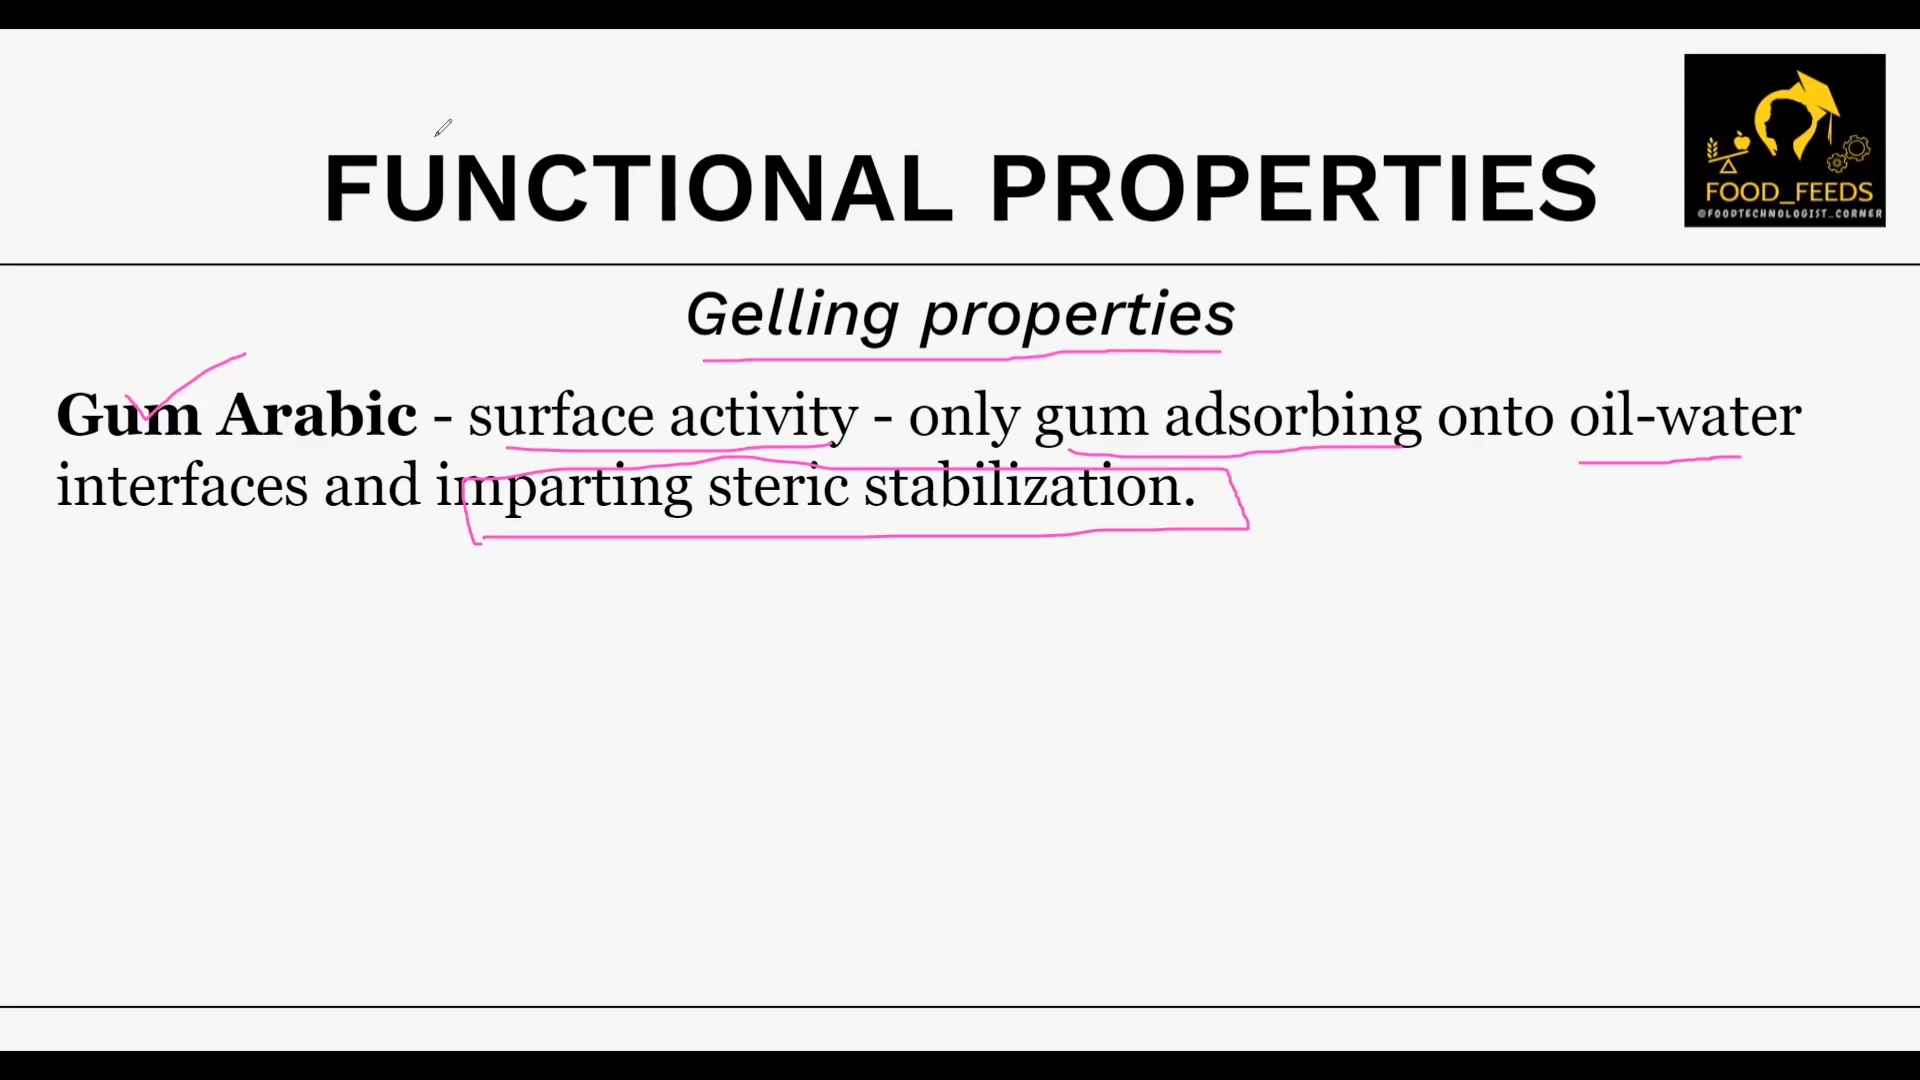 FUNCTIONAL PROPERTIES
FOOD_FEEDS
@FOODTECHNOLOGIST_CORNER
Gelling properties
Gum Arabic - surface activity - only gum adsorbing onto oil-water
interfaces and imparting steric stabilization.